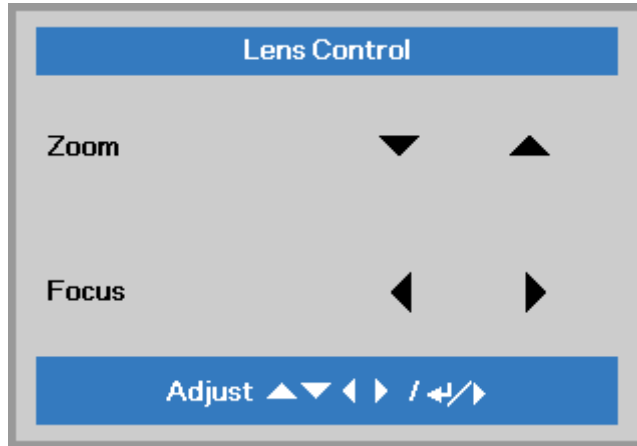 Lens Control
Zoom ▼ ▲
Focus ◀ ▶
Adjust ▲▼◀ ▶ / ↵/▶